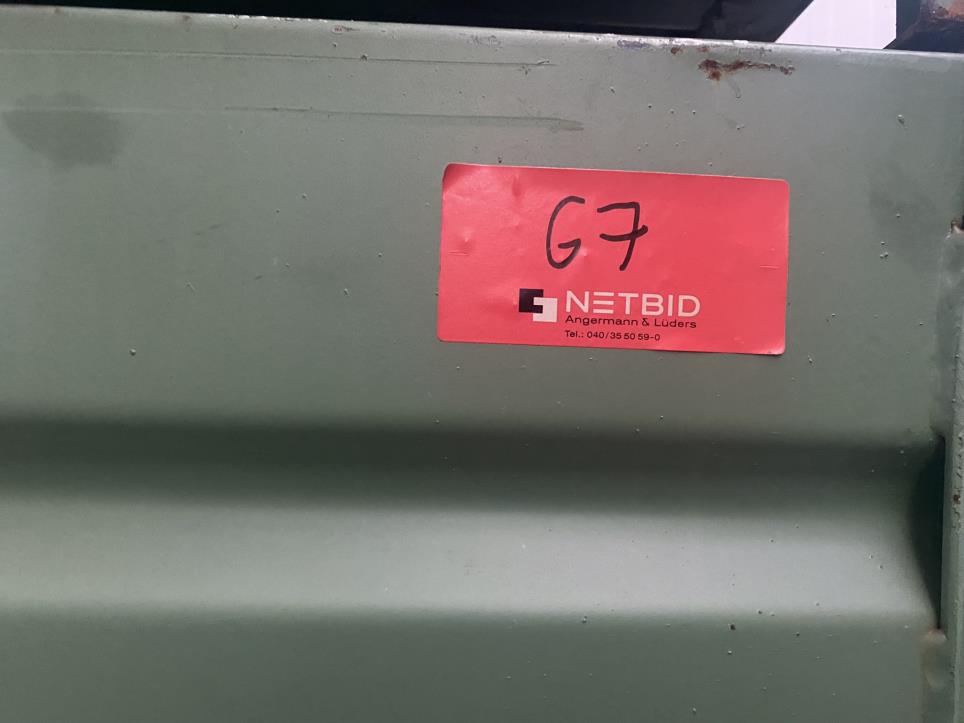 G7
NETBID
Angermann & Lüders
Tel.: 040/35 50 59-0